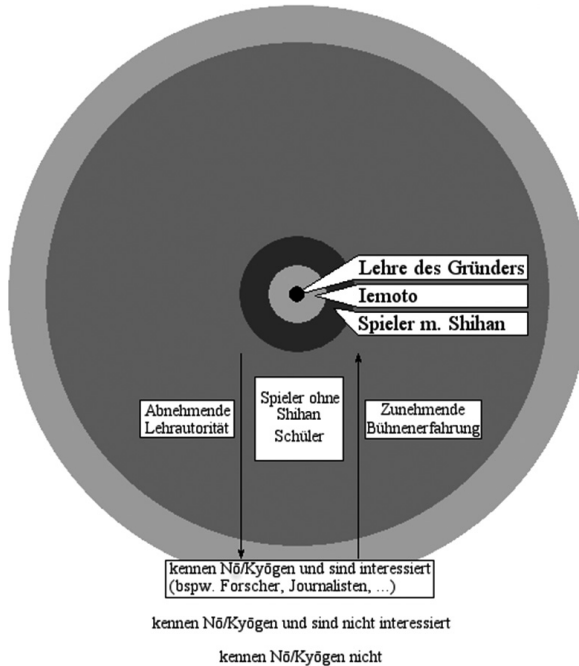 Lehre des Gründers
Iemoto
Spieler m. Shihan
Abnehmende
Lehrautorität
Spieler ohne
Shihan
Schüler
Zunehmende
Bühnenerfahrung
kennen Nō/Kyōgen und sind interessiert
(bspw. Forscher, Journalisten, ...)
kennen Nō/Kyōgen und sind nicht interessiert
kennen Nō/Kyōgen nicht